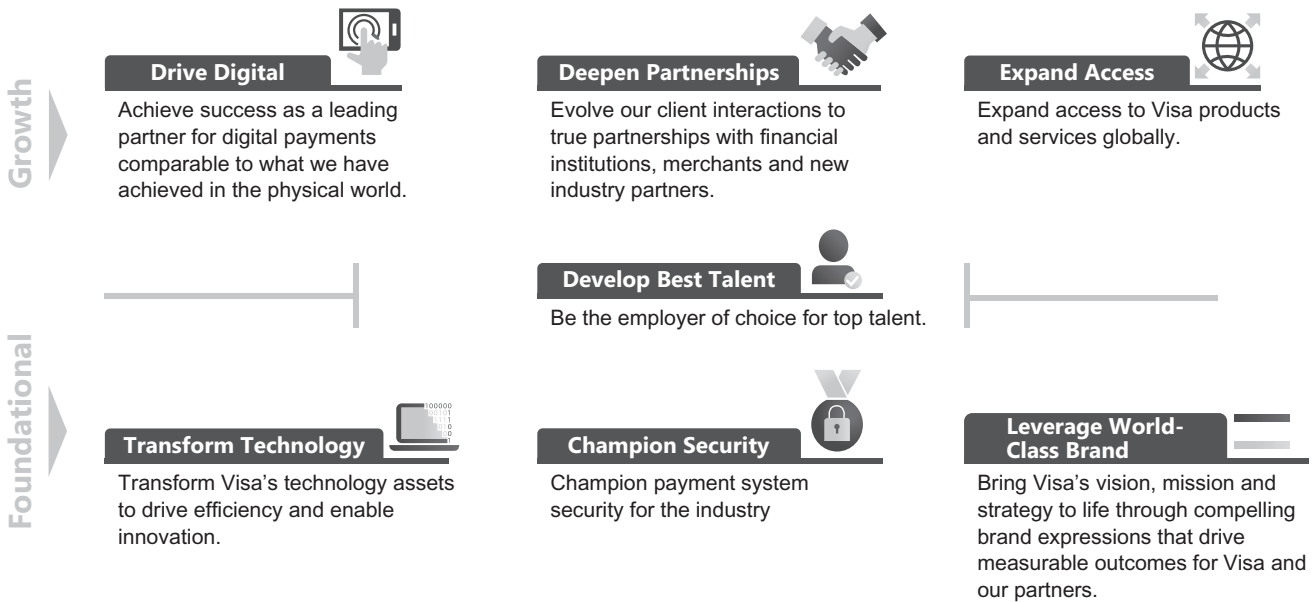 Growth
Drive Digital
Achieve success as a leading
partner for digital payments
comparable to what we have
achieved in the physical world.
Deepen Partnerships
Evolve our client interactions to
true partnerships with financial
institutions, merchants and new
industry partners.
Expand Access
Expand access to Visa products
and services globally.
Develop Best Talent
Be the employer of choice for top talent.
Foundational
Transform Technology
Transform Visa’s technology assets
to drive efficiency and enable
innovation.
Champion Security
Champion payment system
security for the industry
Leverage World-
Class Brand
Bring Visa’s vision, mission and
strategy to life through compelling
brand expressions that drive
measurable outcomes for Visa and
our partners.